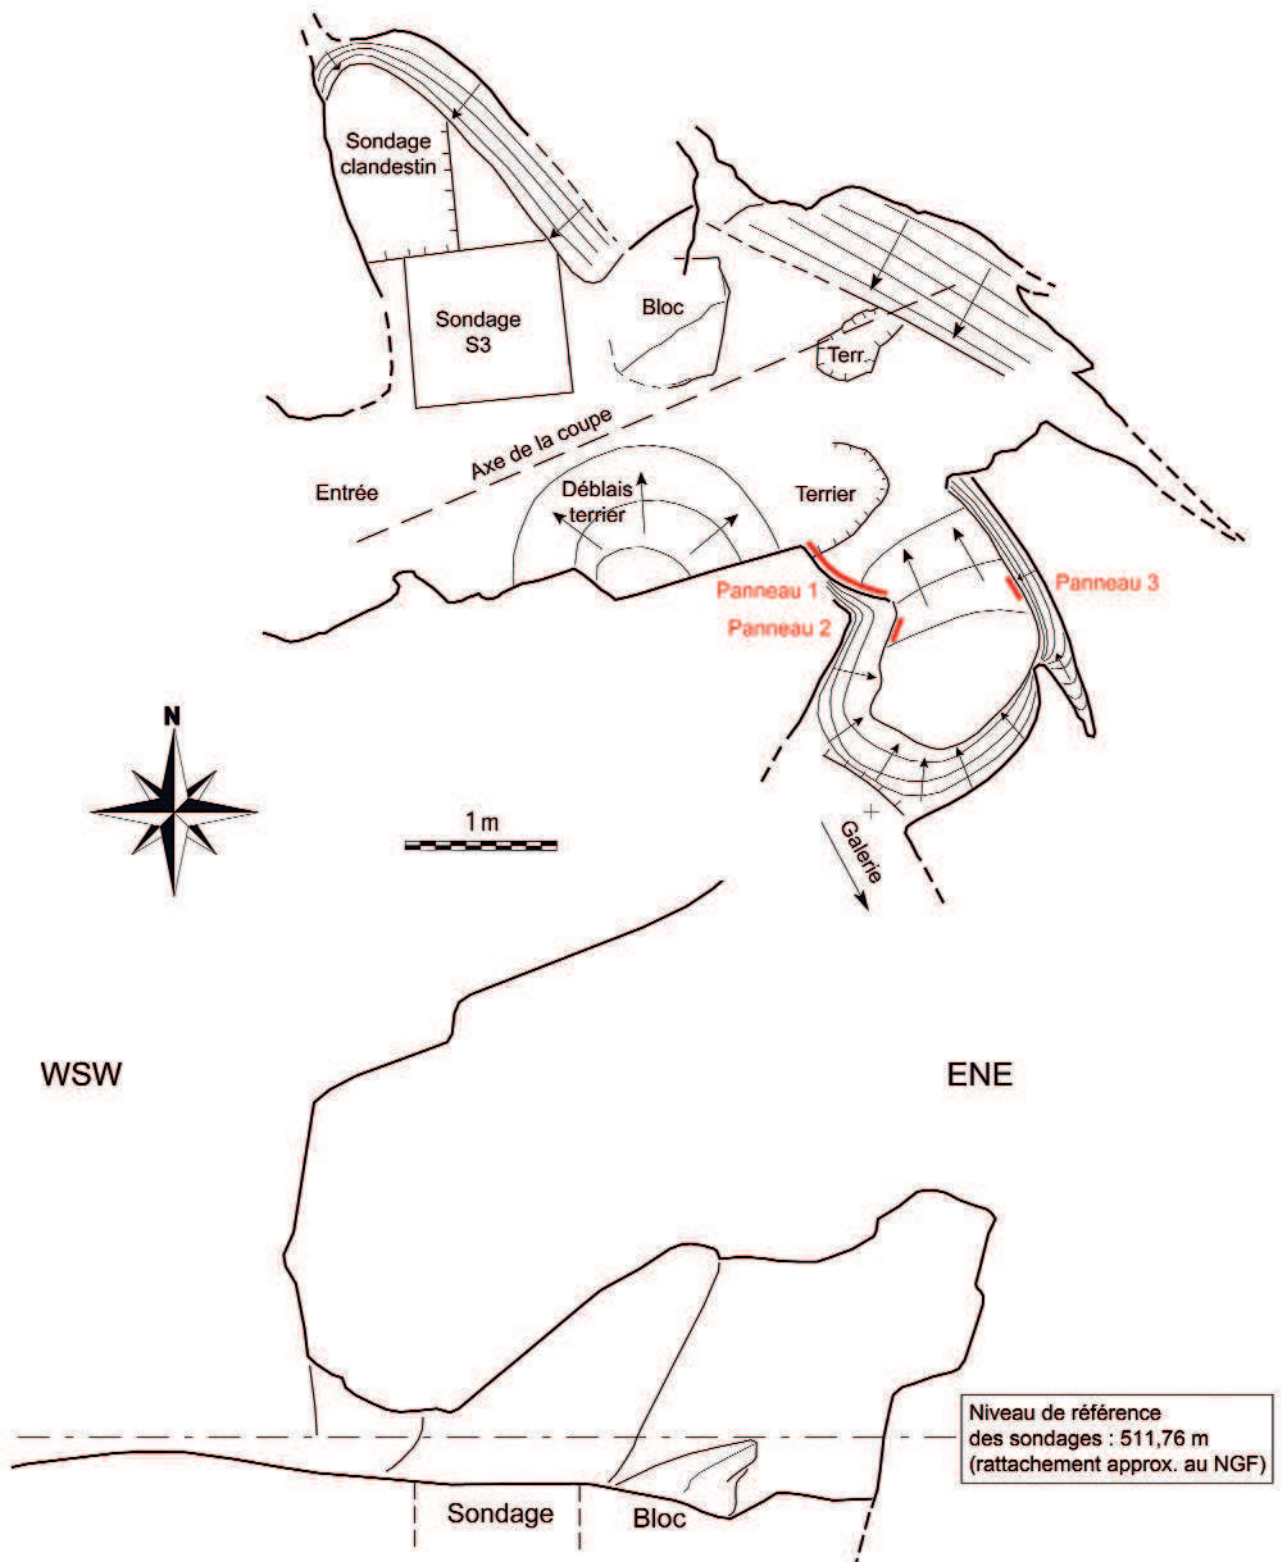 Sondage
clandestin
Sondage
S3
Bloc
Terr.
Axe de la coupe
Entrée
Déblais
terrier
Terrier
Panneau 1
Panneau 2
Panneau 3
N
1 m
Galerie
WSW
ENE
Niveau de référence
des sondages : 511,76 m
(rattachement approx. au NGF)
Sondage
Bloc